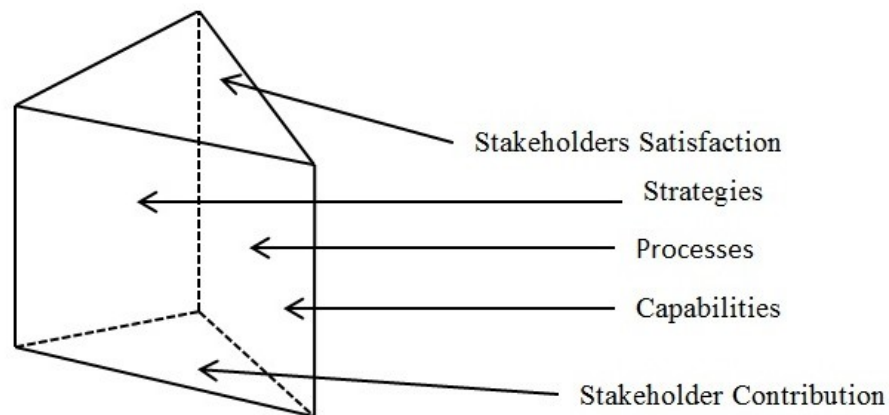 Stakeholders Satisfaction
Strategies
Processes
Capabilities
Stakeholder Contribution